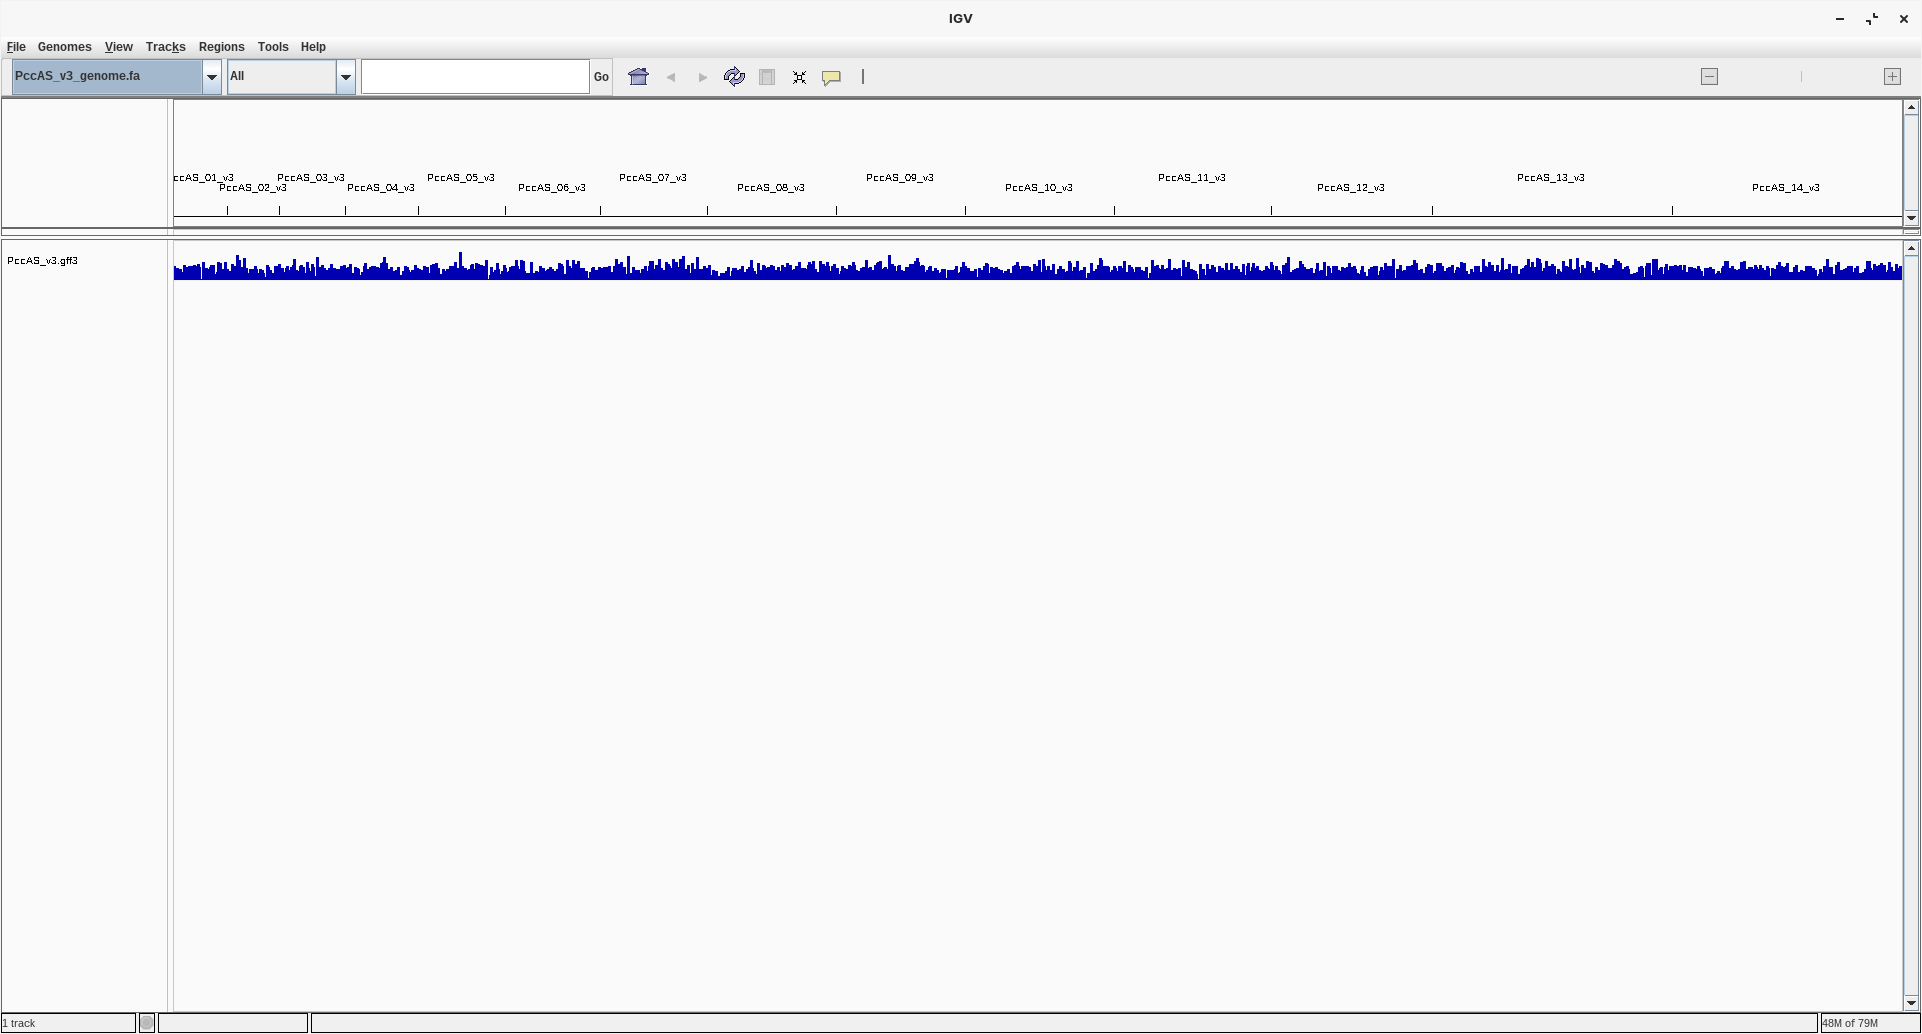 IGV
File Genomes View Tracks Regions Tools Help
PccAS_v3_genome.fa All Go
ccAS_01_v3 PccAS_03_v3 PccAS_05_v3 PccAS_07_v3 PccAS_09_v3 PccAS_11_v3 PccAS_13_v3
PccAS_02_v3 PccAS_04_v3 PccAS_06_v3 PccAS_08_v3 PccAS_10_v3 PccAS_12_v3 PccAS_14_v3
PccAS_v3.gff3
1 track 48M of 79M